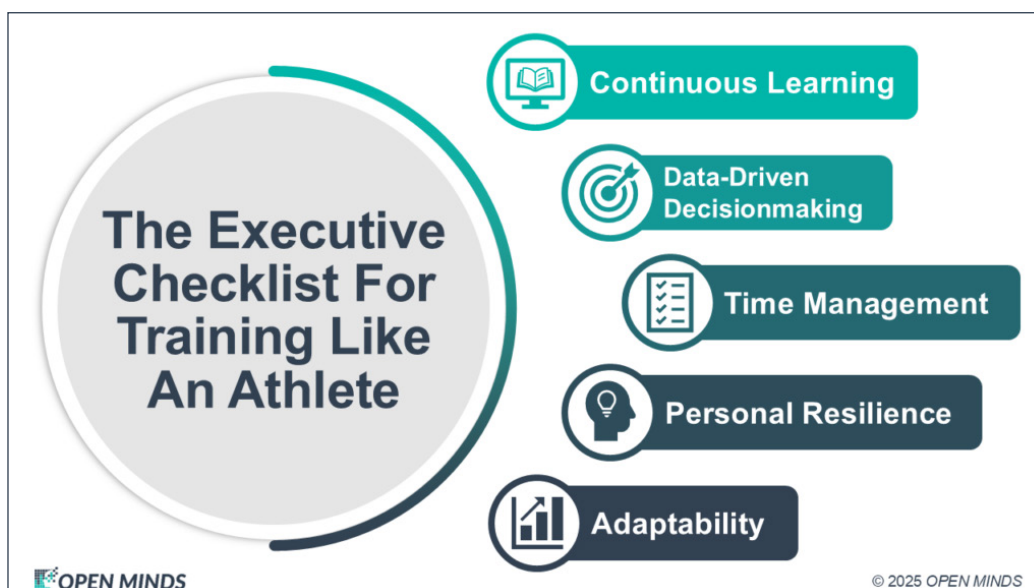 The Executive
Checklist For
Training Like
An Athlete
Continuous Learning
Data-Driven
Decisionmaking
Time Management
Personal Resilience
Adaptability
OPEN MINDS
© 2025 OPEN MINDS